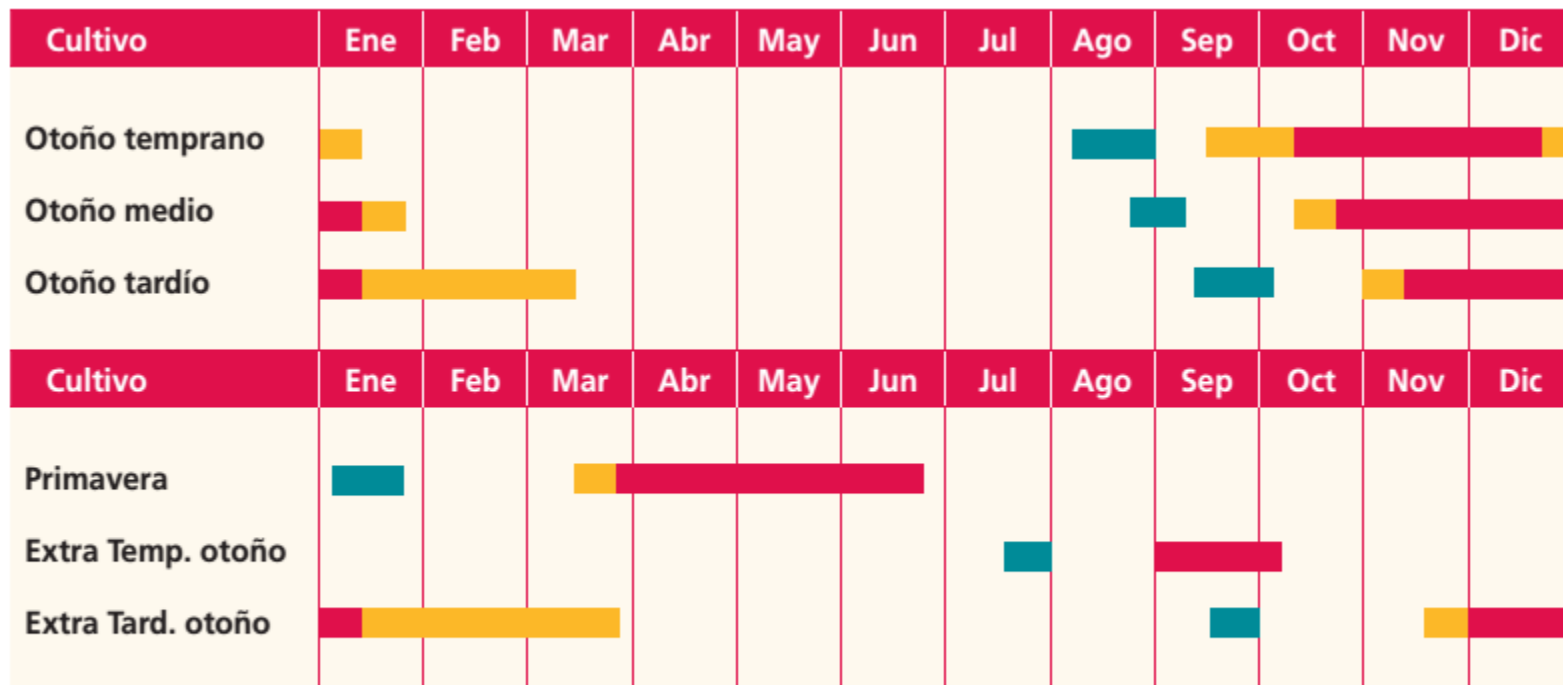 Cultivo Ene Feb Mar Abr May Jun Jul Ago Sep Oct Nov Dic
Otoño temprano
Otoño medio
Otoño tardío
Cultivo Ene Feb Mar Abr May Jun Jul Ago Sep Oct Nov Dic
Primavera
Extra Temp. otoño
Extra Tard. otoño